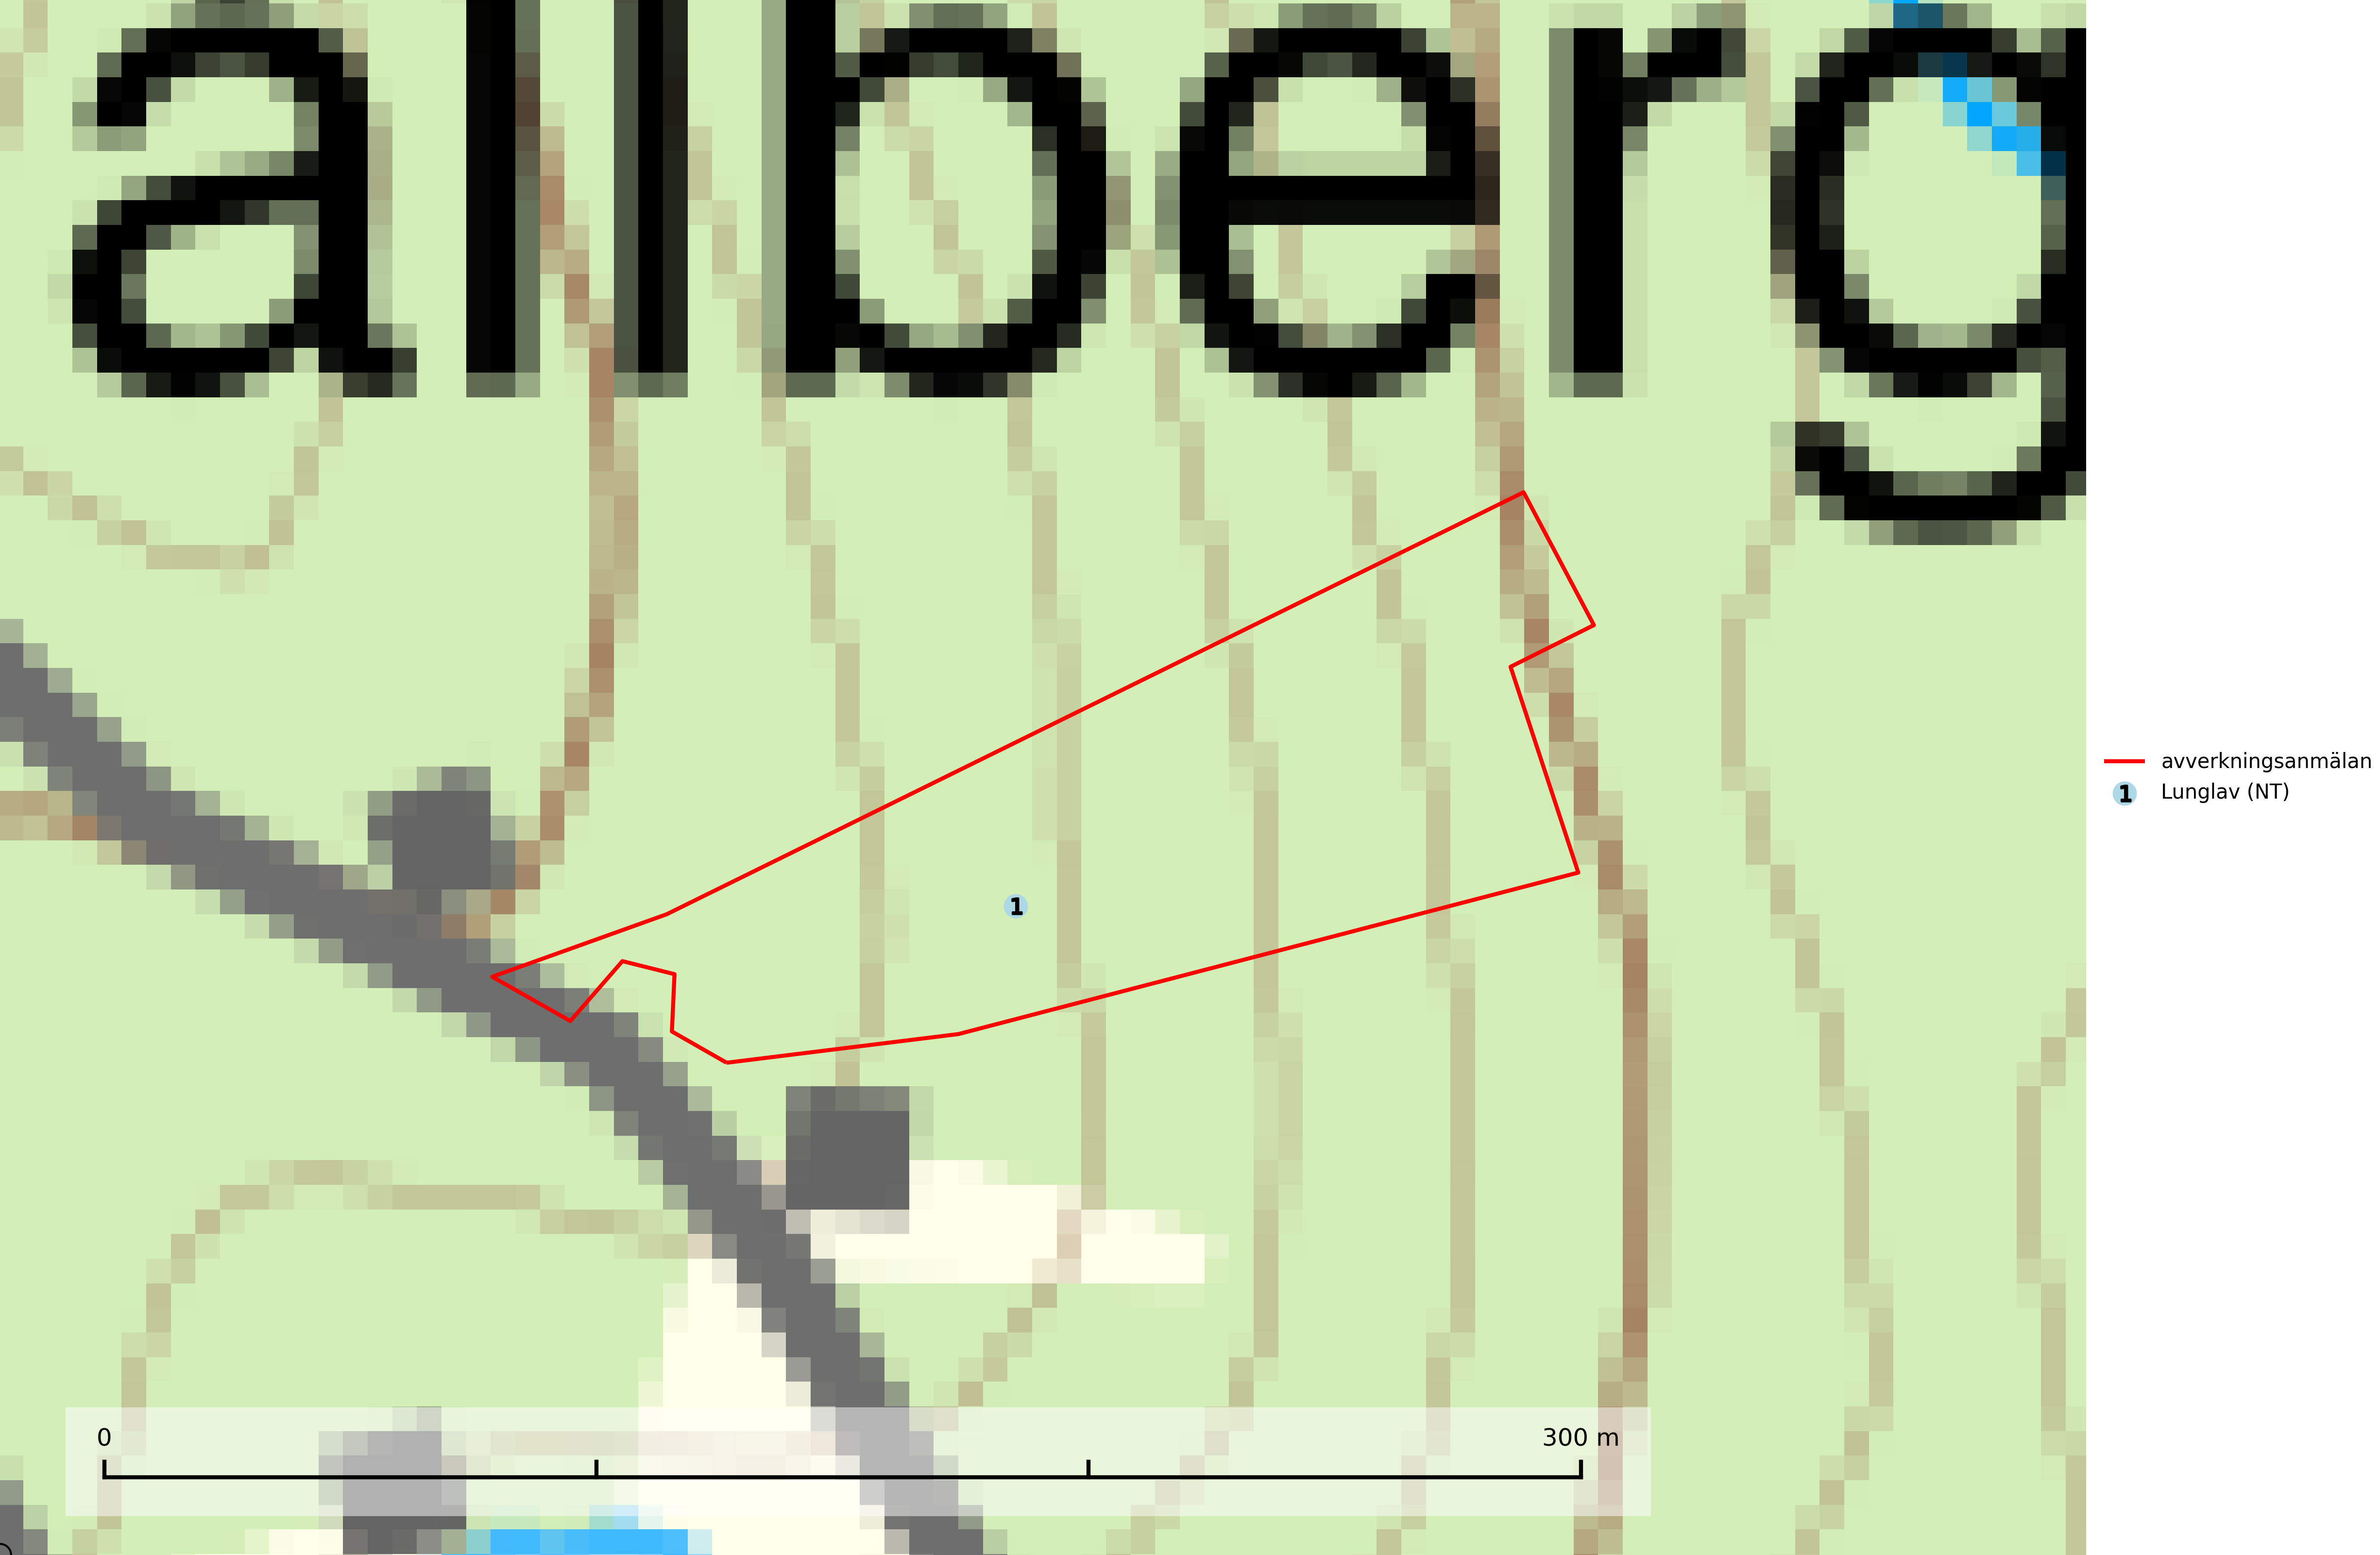 allberg
avverkningsanmälan
1 Lunglav (NT)
1
0 300 m